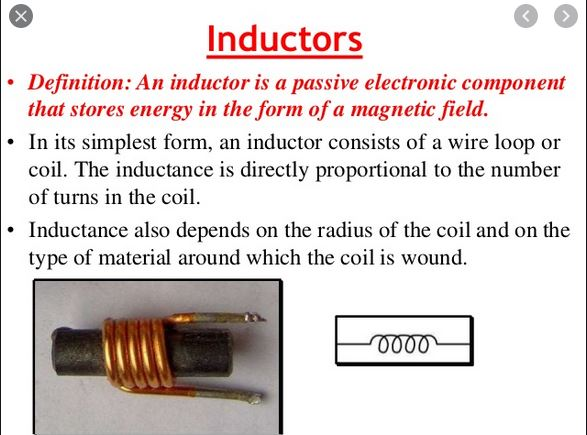 Inductors
• Definition: An inductor is a passive electronic component
that stores energy in the form of a magnetic field.
• In its simplest form, an inductor consists of a wire loop or
coil. The inductance is directly proportional to the number
of turns in the coil.
• Inductance also depends on the radius of the coil and on the
type of material around which the coil is wound.